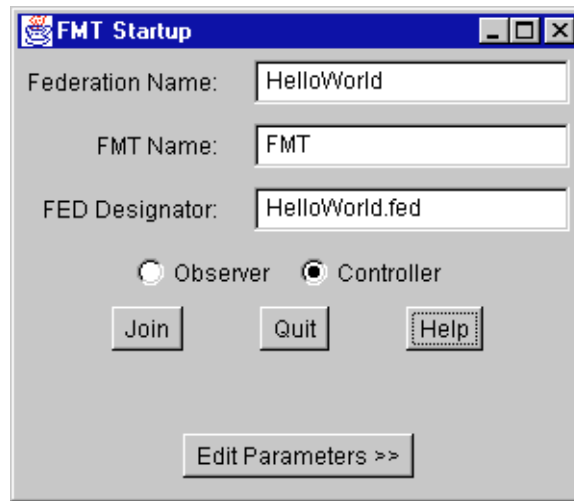 FMT Startup
Federation Name: HelloWorld
FMT Name: FMT
FED Designator: HelloWorld.fed
Observer Controller
Join Quit Help
Edit Parameters >>